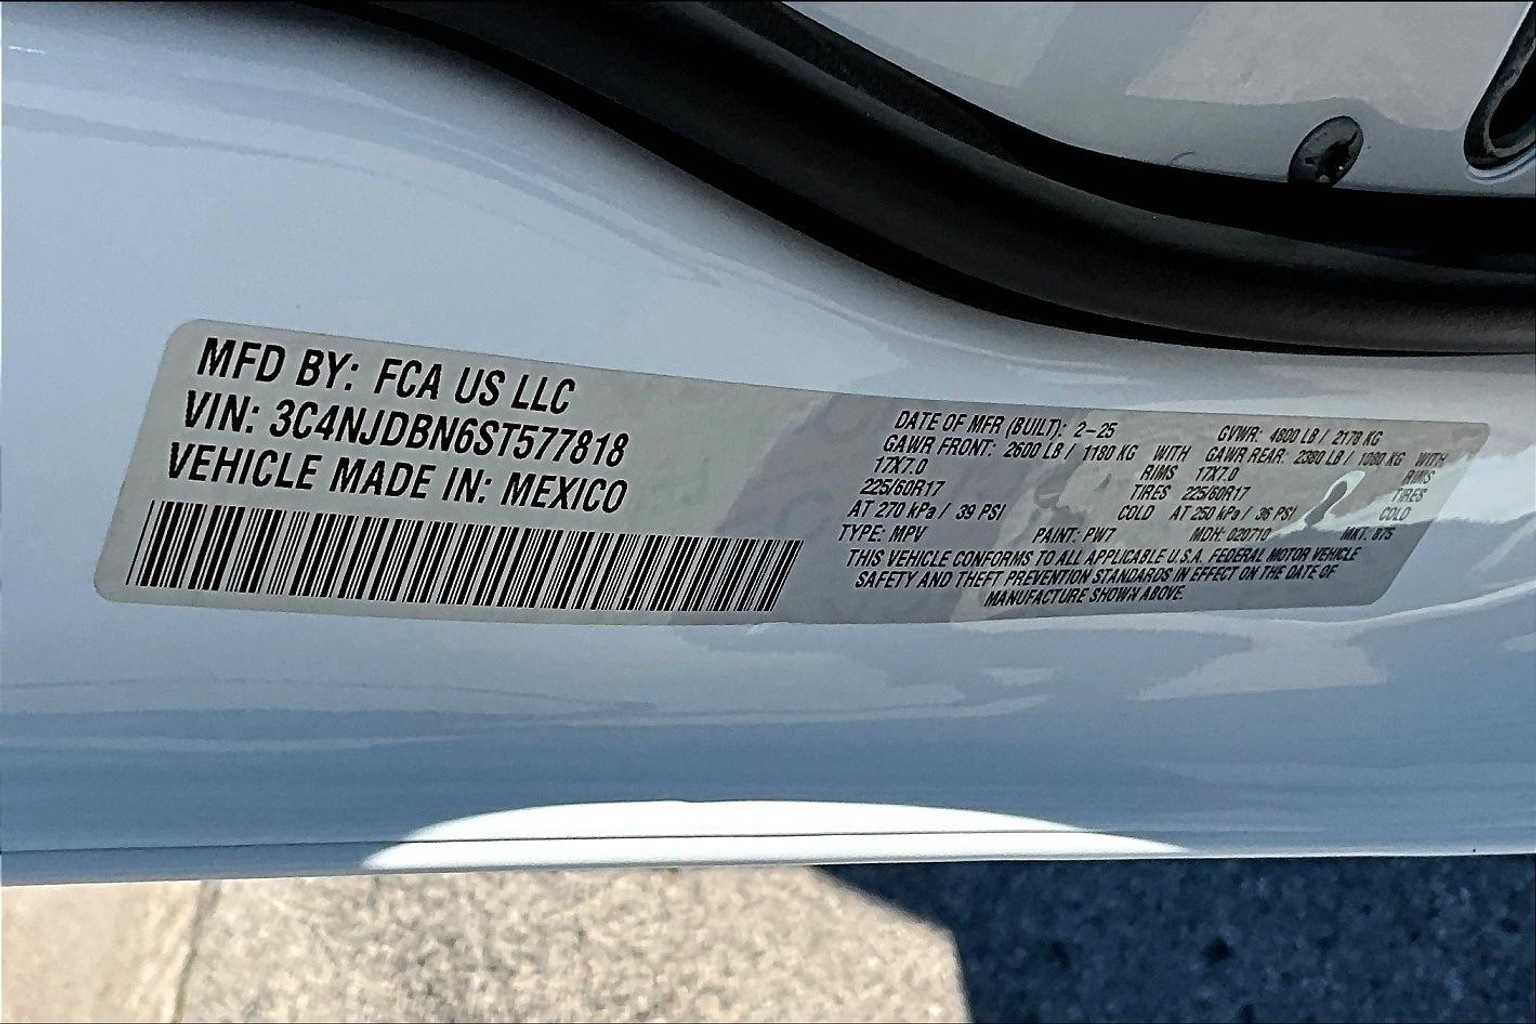 MFD BY: FCA US LLC
VIN: 3C4NJDBN6ST577818
VEHICLE MADE IN: MEXICO
DATE OF MFR (BUILT): 2-25 GVWR: 4800 LB / 2178 KG
GAWR FRONT: 2600 LB / 1180 KG WITH GAWR REAR: 2380 LB / 1080 KG WITH
17X7.0 RIMS 17X7.0 RIMS
225/60R17 TIRES 225/60R17 TIRES
AT 270 kPa / 39 PSI COLD AT 250 kPa / 36 PSI COLD
TYPE: MPV PAINT: PW7 MDH: 020710 MKT: 875
THIS VEHICLE CONFORMS TO ALL APPLICABLE U.S.A. FEDERAL MOTOR VEHICLE
SAFETY AND THEFT PREVENTION STANDARDS IN EFFECT ON THE DATE OF
MANUFACTURE SHOWN ABOVE.